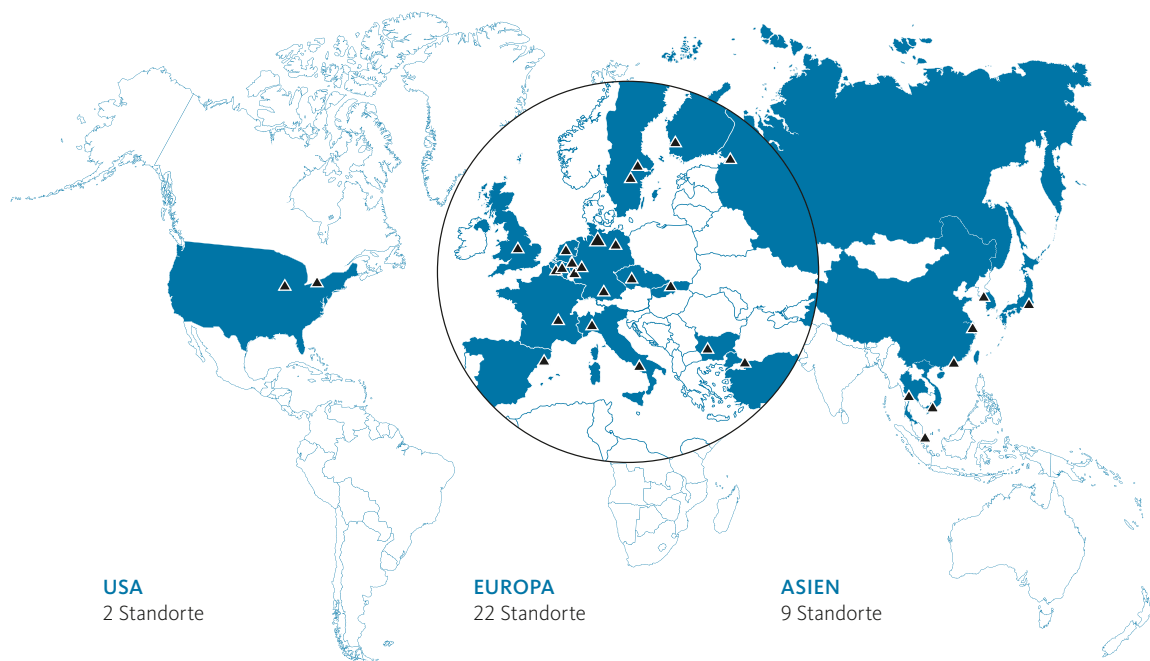 USA
2 Standorte
EUROPA
22 Standorte
ASIEN
9 Standorte